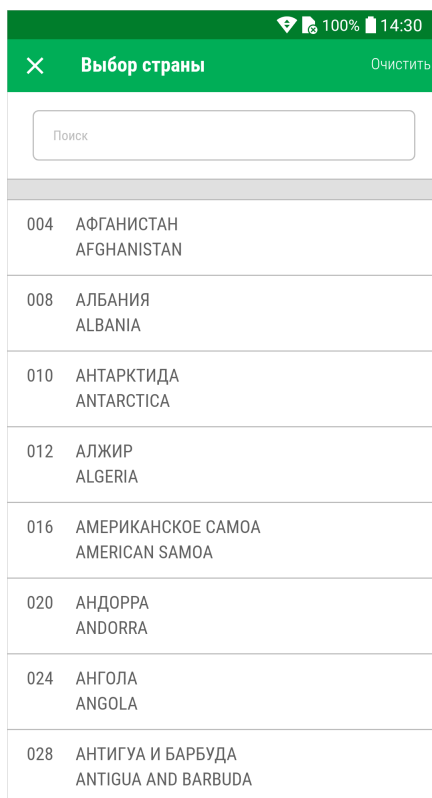 100% 14:30
Выбор страны Очистить
Поиск
004 АФГАНИСТАН
AFGHANISTAN
008 АЛБАНИЯ
ALBANIA
010 АНТАРКТИДА
ANTARCTICA
012 АЛЖИР
ALGERIA
016 АМЕРИКАНСКОЕ САМОА
AMERICAN SAMOA
020 АНДОРРА
ANDORRA
024 АНГОЛА
ANGOLA
028 АНТИГУА И БАРБУДА
ANTIGUA AND BARBUDA